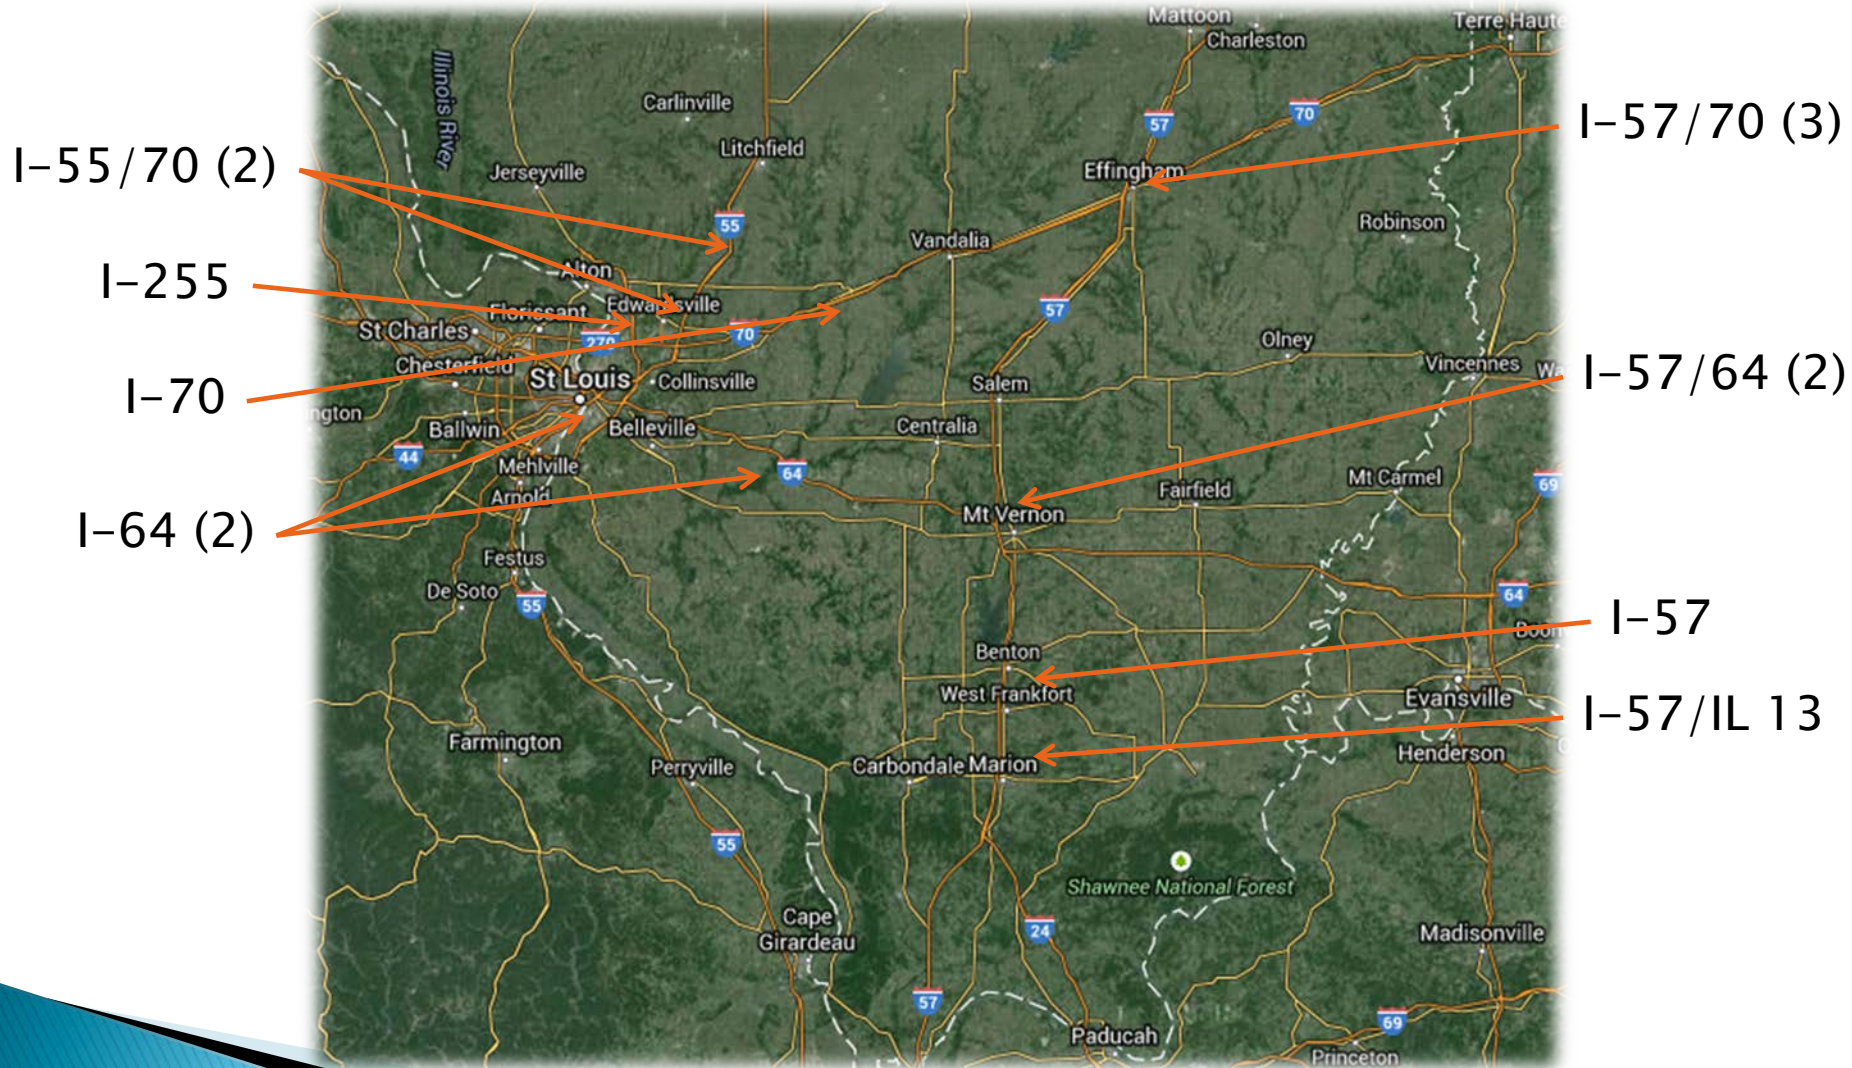 I-55/70 (2)
I-255
I-70
I-64 (2)
I-57/70 (3)
I-57/64 (2)
I-57
I-57/IL 13
Mattoon
Charleston
Terre Haute
Illinois River
Carlinville
57
70
Litchfield
Jerseyville
Effingham
55
Robinson
Vandalia
Alton
Edwardsville
Florissant
57
St Charles
270
70
Olney
Chesterfield
Vincennes
Wa
St Louis
Collinsville
Salem
ington
Ballwin
Belleville
Centralia
44
Mehlville
64
Mt Carmel
69
Arnold
Fairfield
Mt Vernon
Festus
De Soto
55
64
Boon
Benton
West Frankfort
Evansville
Farmington
Perryville
Carbondale
Marion
Henderson
55
Shawnee National Forest
Cape
Girardeau
24
Madisonville
57
69
Paducah
Princeton